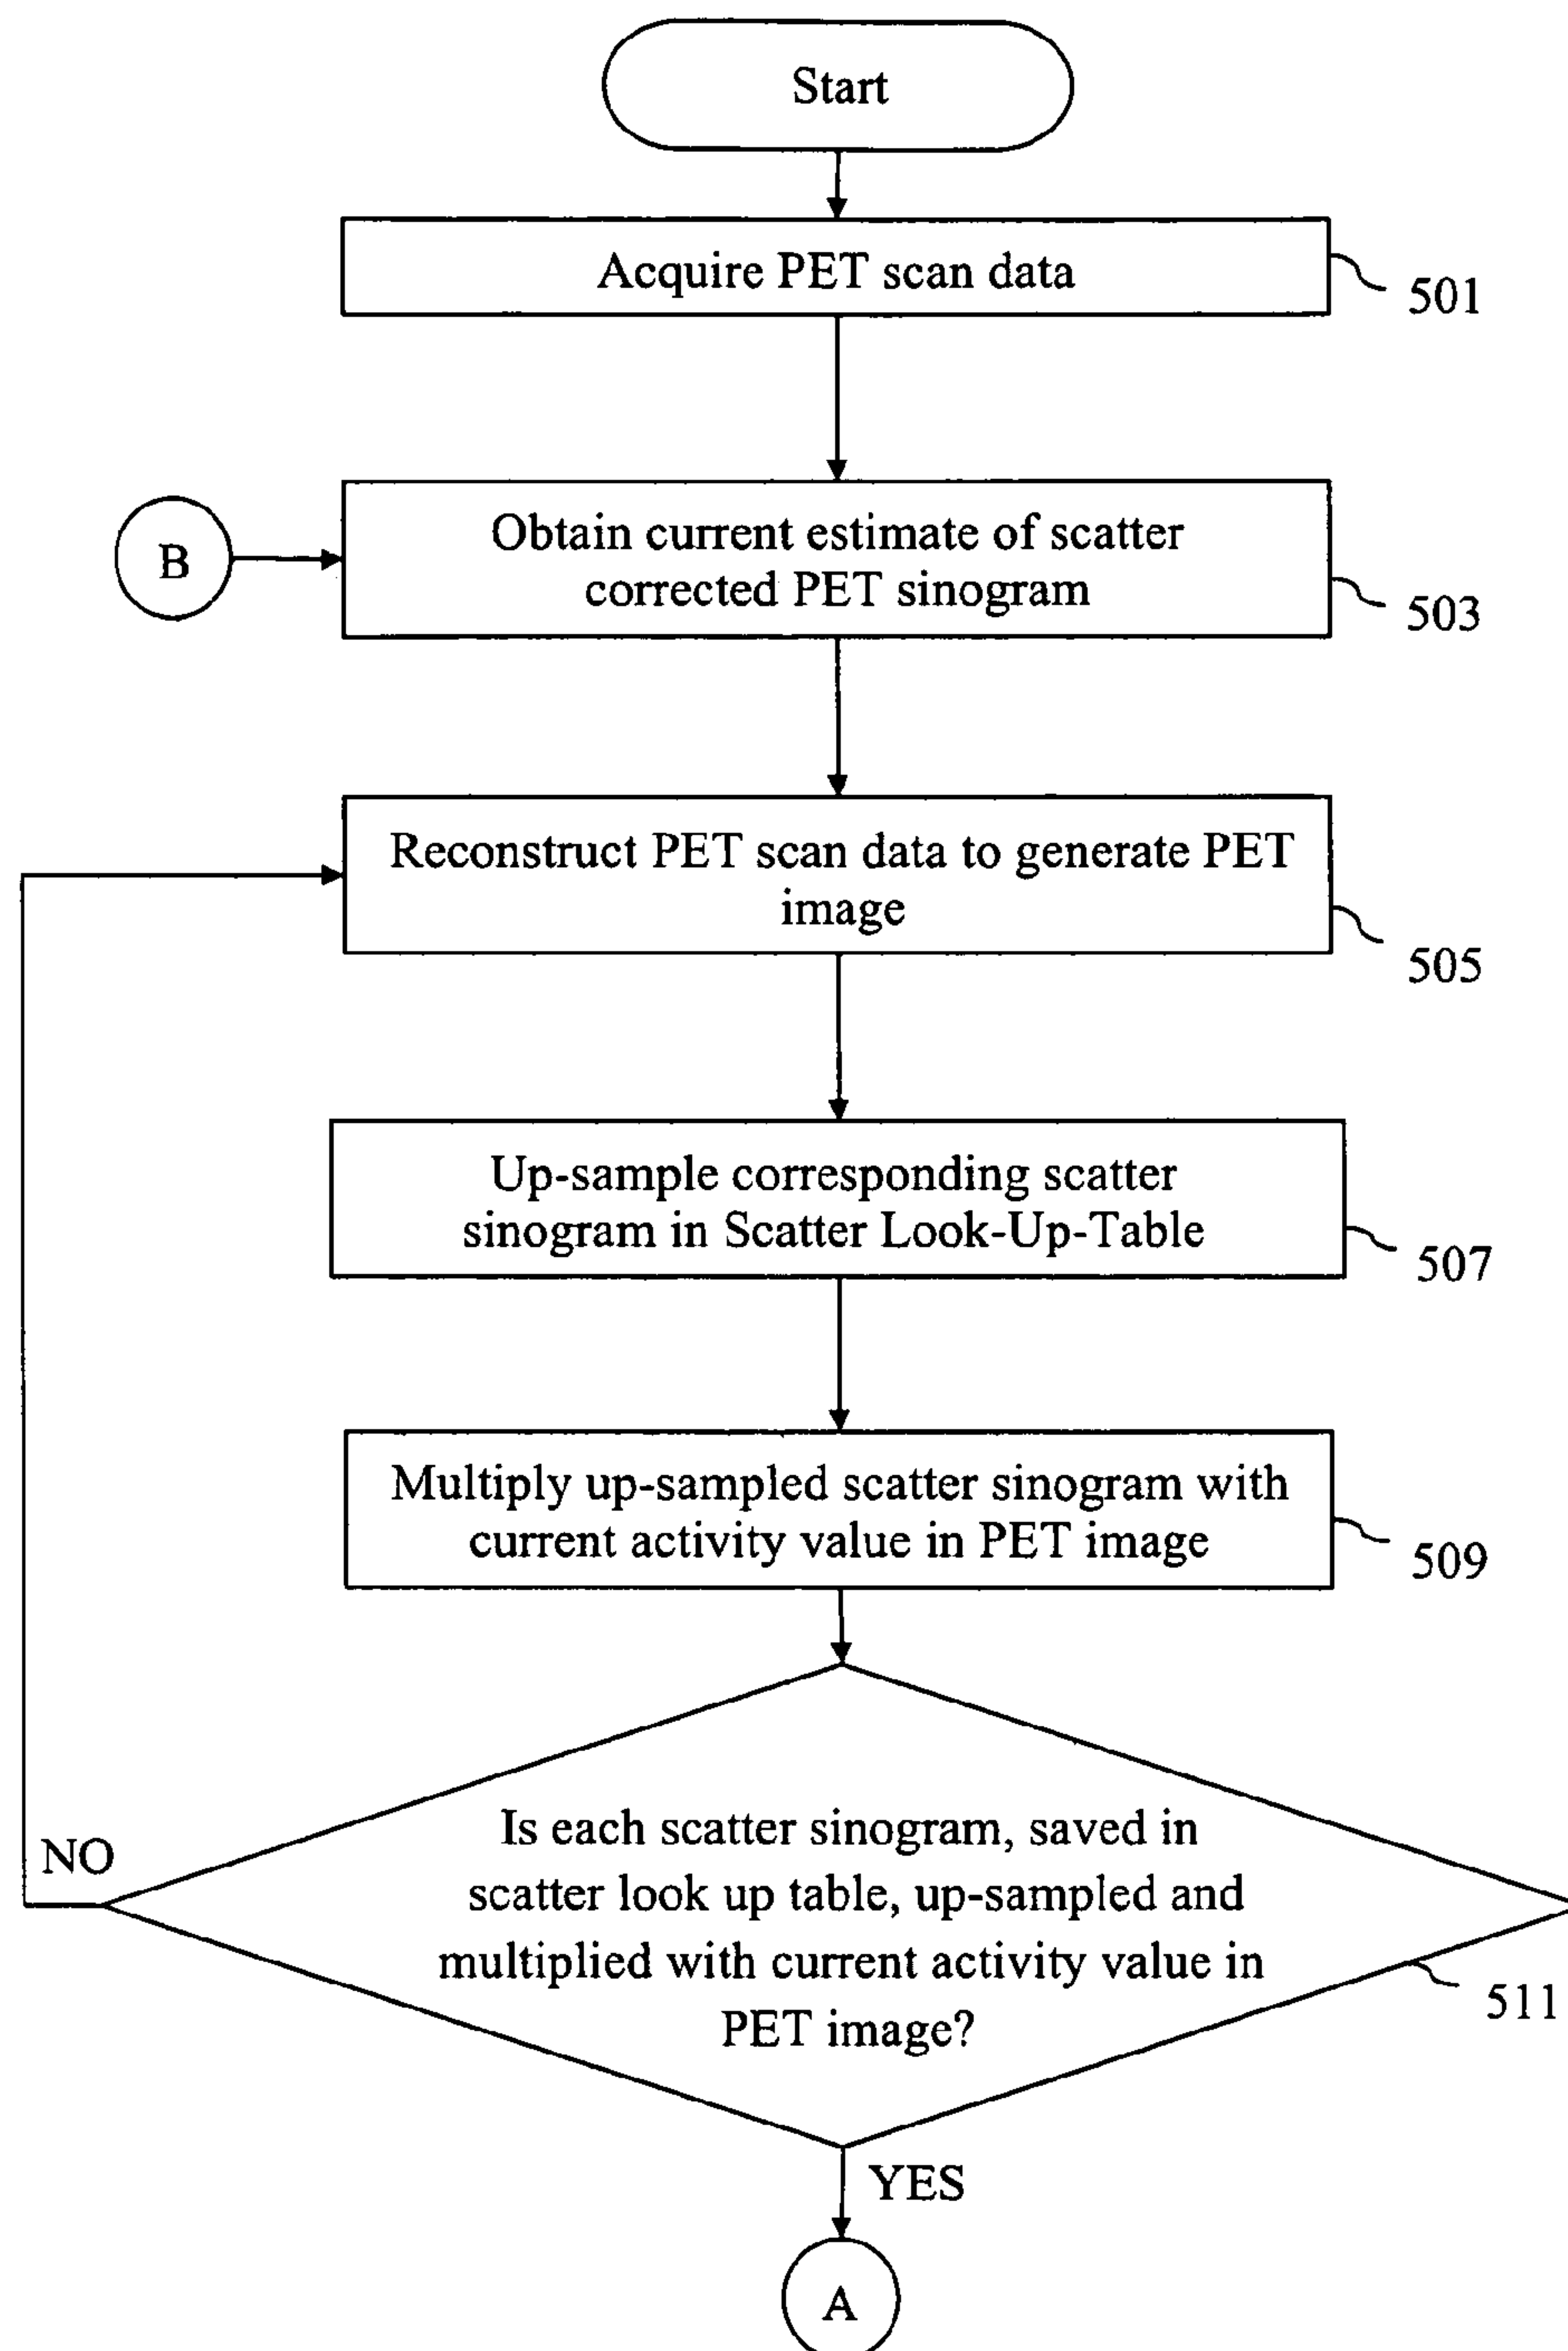 Start
Acquire PET scan data
501
B
Obtain current estimate of scatter
corrected PET sinogram
503
Reconstruct PET scan data to generate PET
image
505
Up-sample corresponding scatter
sinogram in Scatter Look-Up-Table
507
Multiply up-sampled scatter sinogram with
current activity value in PET image
509
Is each scatter sinogram, saved in
scatter look up table, up-sampled and
multiplied with current activity value in
PET image?
NO
511
YES
A